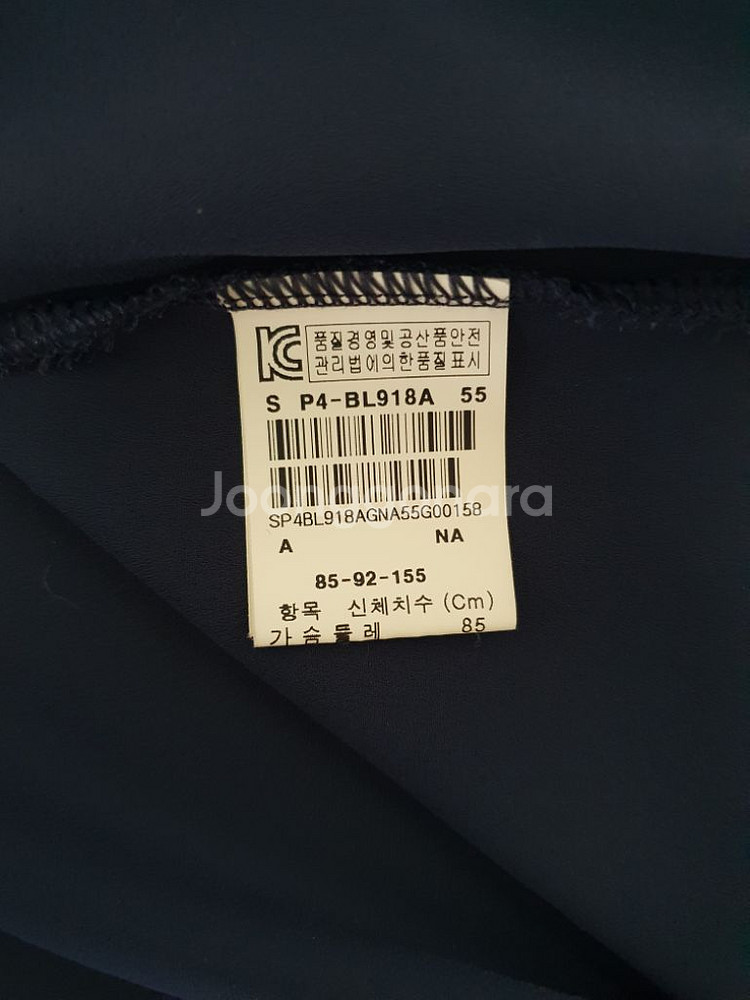 KC 품질경영및공산품안전
관리법에의한품질표시
S P4-BL918A 55
Joonggonara
SP4BL918AGNA55G00158
A NA
85-92-155
항목 신체치수 (Cm)
가슴둘레 85